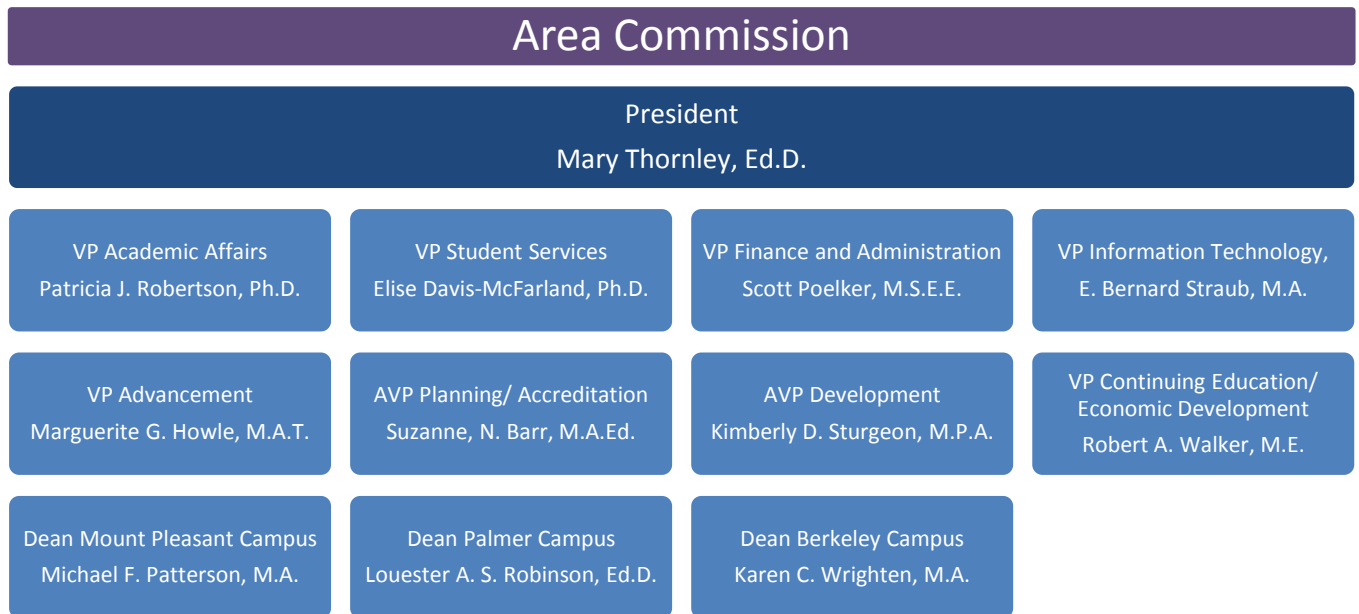 Area Commission
President
Mary Thornley, Ed.D.
VP Academic Affairs
Patricia J. Robertson, Ph.D.
VP Student Services
Elise Davis-McFarland, Ph.D.
VP Finance and Administration
Scott Poelker, M.S.E.E.
VP Information Technology,
E. Bernard Straub, M.A.
VP Advancement
Marguerite G. Howle, M.A.T.
AVP Planning/ Accreditation
Suzanne, N. Barr, M.A.Ed.
AVP Development
Kimberly D. Sturgeon, M.P.A.
VP Continuing Education/
Economic Development
Robert A. Walker, M.E.
Dean Mount Pleasant Campus
Michael F. Patterson, M.A.
Dean Palmer Campus
Louester A. S. Robinson, Ed.D.
Dean Berkeley Campus
Karen C. Wrighten, M.A.